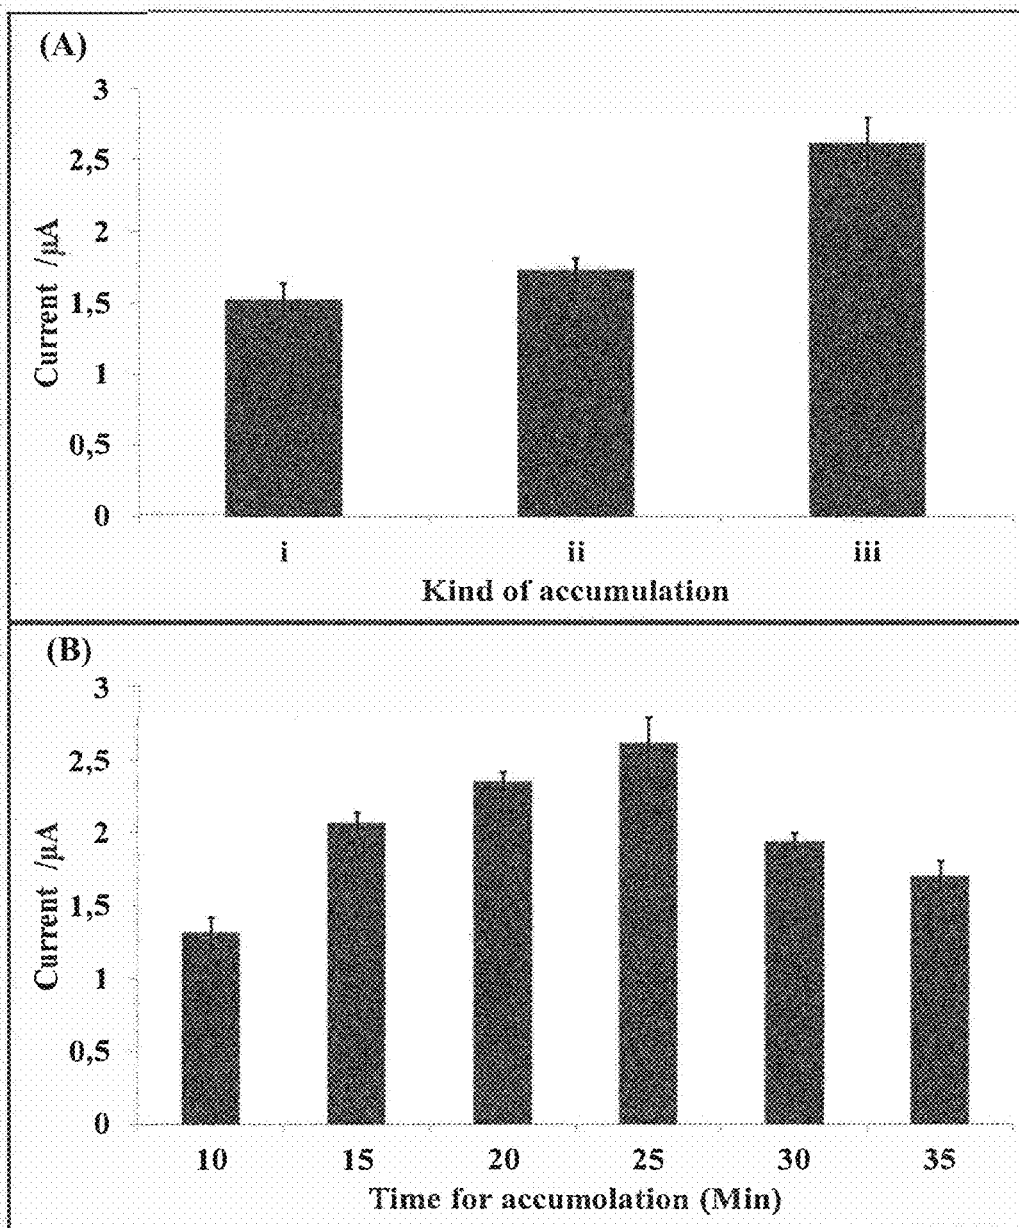 (A)
3
2,5
2
1,5
1
0,5
0
Current /µA
i ii iii
Kind of accumulation
(B)
3
2,5
2
1,5
1
0,5
0
Current /µA
10 15 20 25 30 35
Time for accumolation (Min)